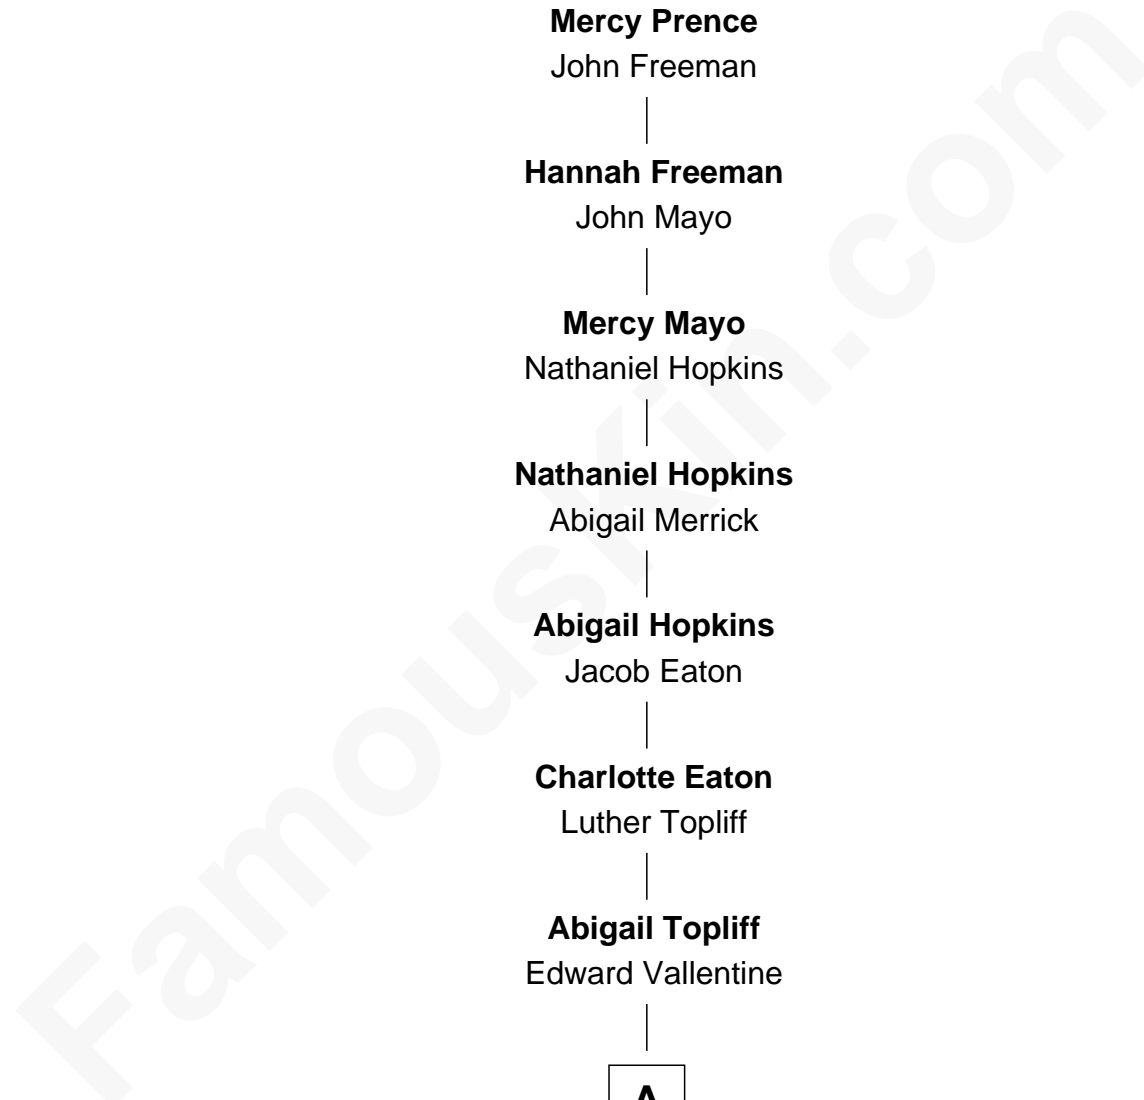 Mercy Prence
John Freeman
Hannah Freeman
John Mayo
Mercy Mayo
Nathaniel Hopkins
Nathaniel Hopkins
Abigail Merrick
Abigail Hopkins
Jacob Eaton
Charlotte Eaton
Luther Topliff
Abigail Topliff
Edward Vallentine
A
FamousKin.com